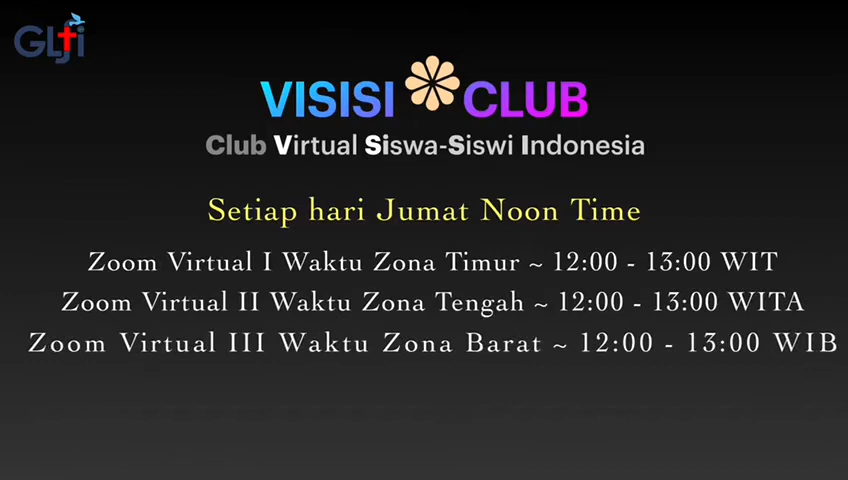 GLfi
VISISI CLUB
Club Virtual Siswa-Siswi Indonesia
Setiap hari Jumat Noon Time
Zoom Virtual I Waktu Zona Timur ~ 12:00 - 13:00 WIT
Zoom Virtual II Waktu Zona Tengah ~ 12:00 - 13:00 WITA
Zoom Virtual III Waktu Zona Barat ~ 12:00 - 13:00 WIB